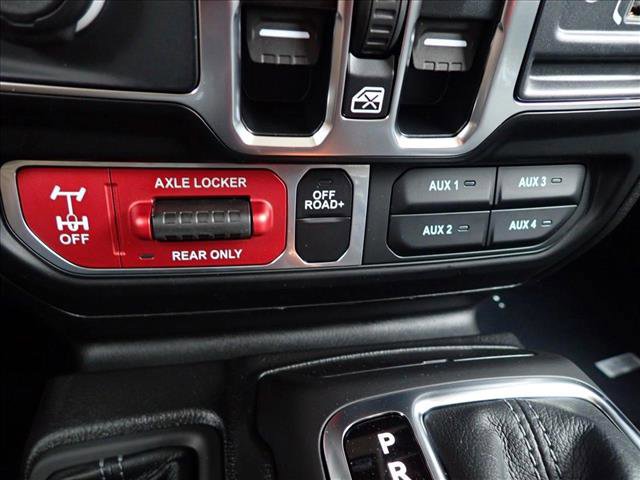 AXLE LOCKER
OFF
REAR ONLY
OFF
ROAD+
AUX 1
AUX 3
AUX 2
AUX 4
P
R